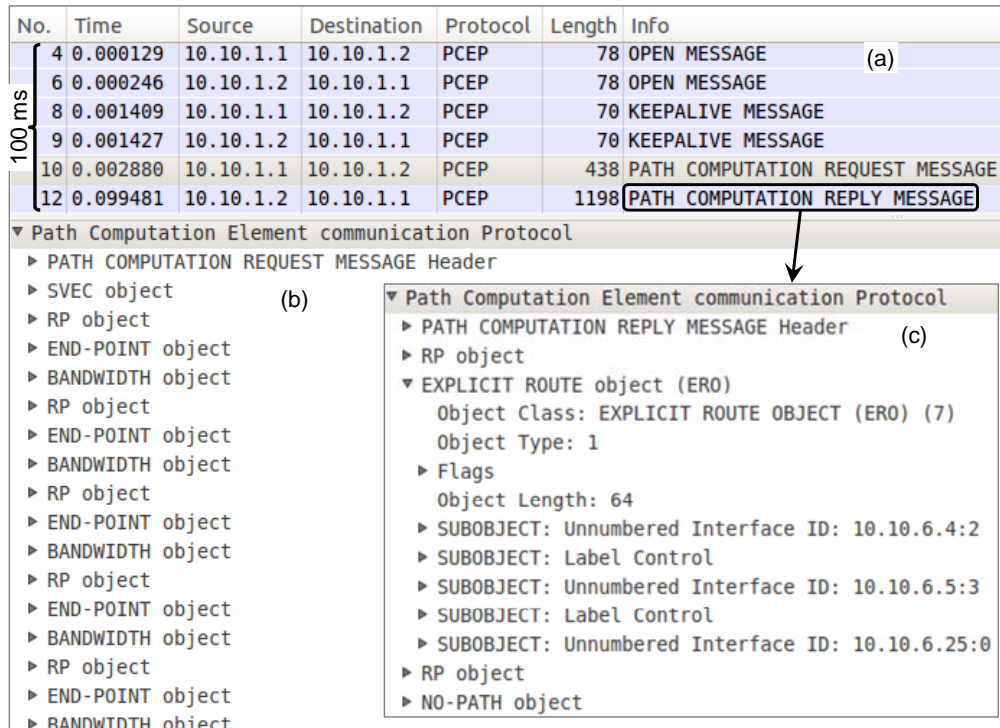 No. Time Source Destination Protocol Length Info
4 0.000129 10.10.1.1 10.10.1.2 PCEP 78 OPEN MESSAGE
(a)
6 0.000246 10.10.1.2 10.10.1.1 PCEP 78 OPEN MESSAGE
8 0.001409 10.10.1.1 10.10.1.2 PCEP 70 KEEPALIVE MESSAGE
9 0.001427 10.10.1.2 10.10.1.1 PCEP 70 KEEPALIVE MESSAGE
10 0.002880 10.10.1.1 10.10.1.2 PCEP 438 PATH COMPUTATION REQUEST MESSAGE
12 0.099481 10.10.1.2 10.10.1.1 PCEP 1198 PATH COMPUTATION REPLY MESSAGE
100 ms
Path Computation Element communication Protocol
PATH COMPUTATION REQUEST MESSAGE Header
SVEC object
(b)
RP object
END-POINT object
BANDWIDTH object
RP object
END-POINT object
BANDWIDTH object
RP object
END-POINT object
BANDWIDTH object
RP object
END-POINT object
BANDWIDTH object
RP object
END-POINT object
BANDWIDTH object
Path Computation Element communication Protocol
PATH COMPUTATION REPLY MESSAGE Header
(c)
RP object
EXPLICIT ROUTE object (ERO)
Object Class: EXPLICIT ROUTE OBJECT (ERO) (7)
Object Type: 1
Flags
Object Length: 64
SUBOBJECT: Unnumbered Interface ID: 10.10.6.4:2
SUBOBJECT: Label Control
SUBOBJECT: Unnumbered Interface ID: 10.10.6.5:3
SUBOBJECT: Label Control
SUBOBJECT: Unnumbered Interface ID: 10.10.6.25:0
RP object
NO-PATH object